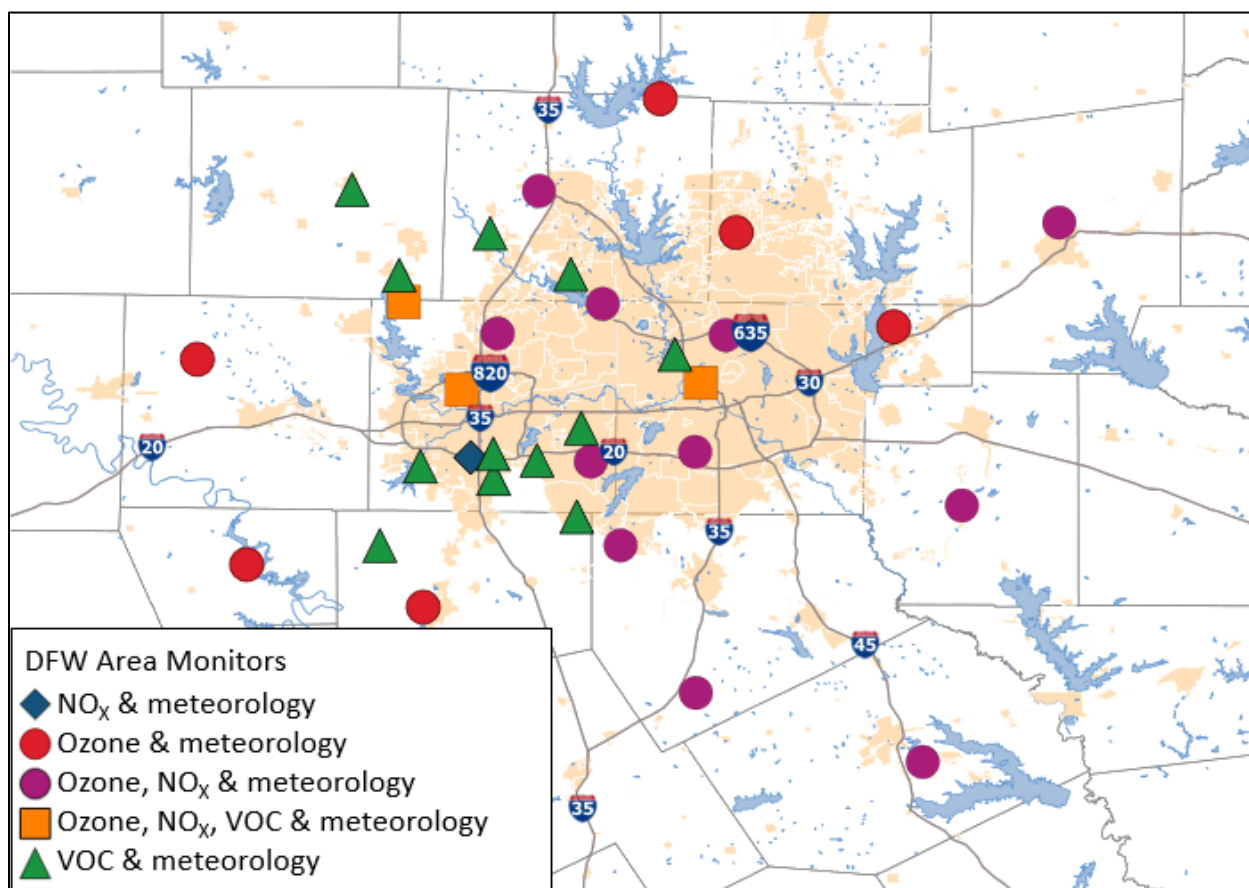 35
635
820
30
35
20
20
35
45
35
DFW Area Monitors
NOX & meteorology
Ozone & meteorology
Ozone, NOX & meteorology
Ozone, NOX, VOC & meteorology
VOC & meteorology